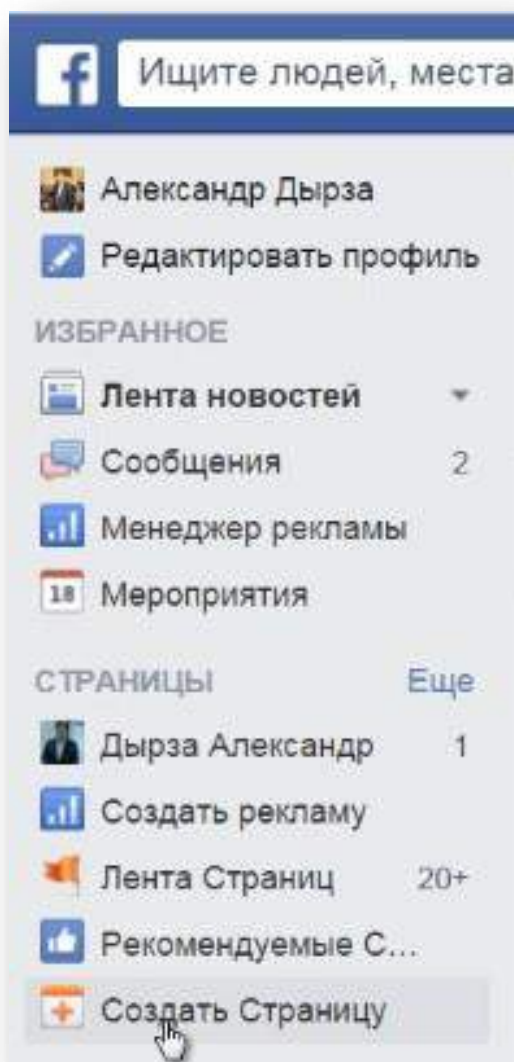 f Ищите людей, места
Александр Дырза
Редактировать профиль
ИЗБРАННОЕ
Лента новостей
Сообщения 2
Менеджер рекламы
18 Мероприятия
СТРАНИЦЫ Еще
Дырза Александр 1
Создать рекламу
Лента Страниц 20+
Рекомендуемые С...
Создать Страницу